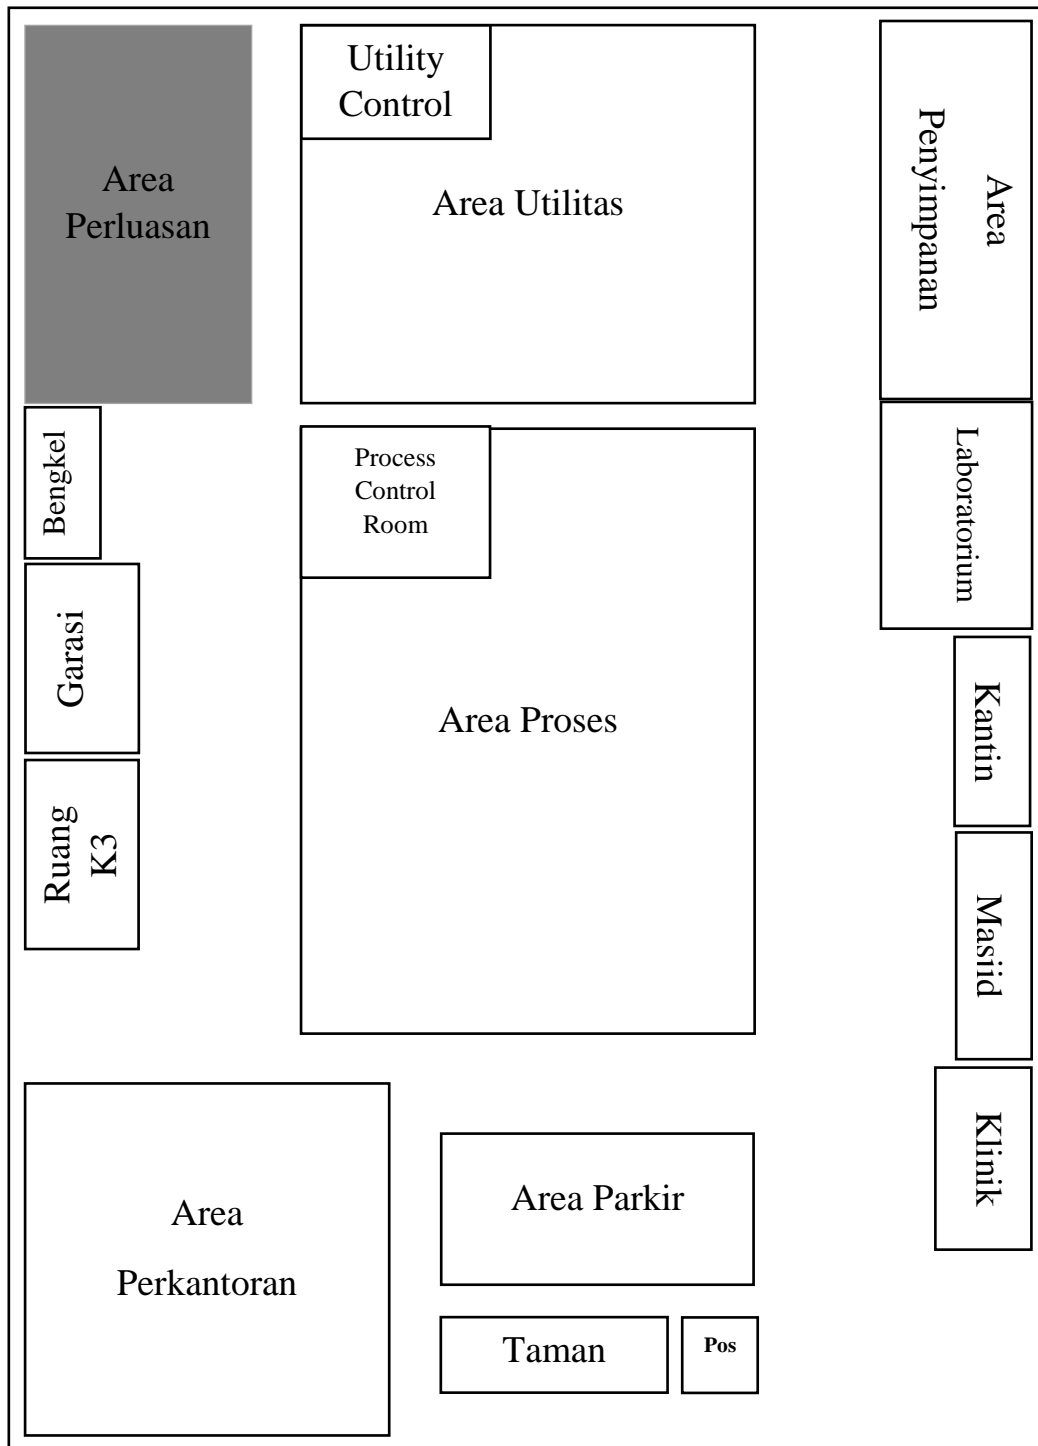 Utility
Control
Area
Perluasan
Area Utilitas
Area
Penyimpanan
Bengkel
Process
Control
Room
Laboratorium
Garasi
Area Proses
Kantin
Ruang
K3
Masiid
Klinik
Area
Perkantoran
Area Parkir
Taman
Pos